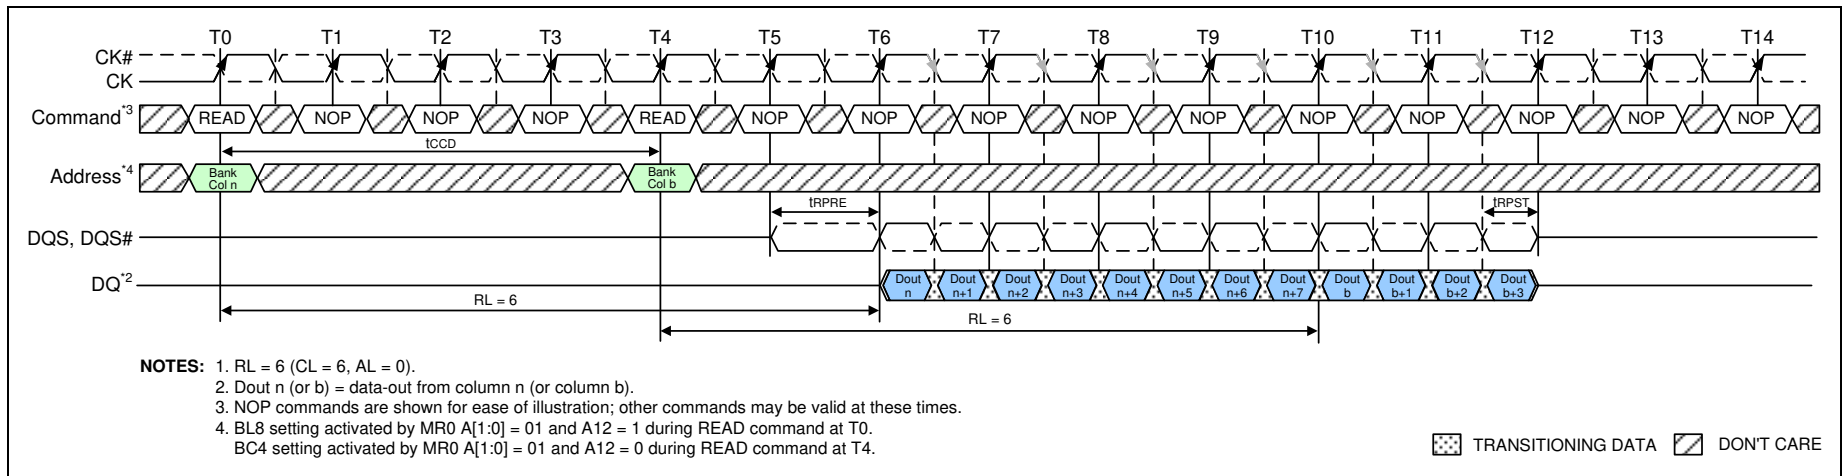 T0 T1 T2 T3 T4 T5 T6 T7 T8 T9 T10 T11 T12 T13 T14
CK#
CK
Command*3 READ NOP NOP NOP READ NOP NOP NOP NOP NOP NOP NOP NOP NOP NOP
tCCD
Address*4 Bank Col n Bank Col b
tRPRE tRPST
DQS, DQS#
DQ*2 Dout n Dout n+1 Dout n+2 Dout n+3 Dout n+4 Dout n+5 Dout n+6 Dout n+7 Dout b Dout b+1 Dout b+2 Dout b+3
RL = 6
RL = 6
NOTES: 1. RL = 6 (CL = 6, AL = 0).
2. Dout n (or b) = data-out from column n (or column b).
3. NOP commands are shown for ease of illustration; other commands may be valid at these times.
4. BL8 setting activated by MR0 A[1:0] = 01 and A12 = 1 during READ command at T0.
BC4 setting activated by MR0 A[1:0] = 01 and A12 = 0 during READ command at T4.
TRANSITIONING DATA DON'T CARE